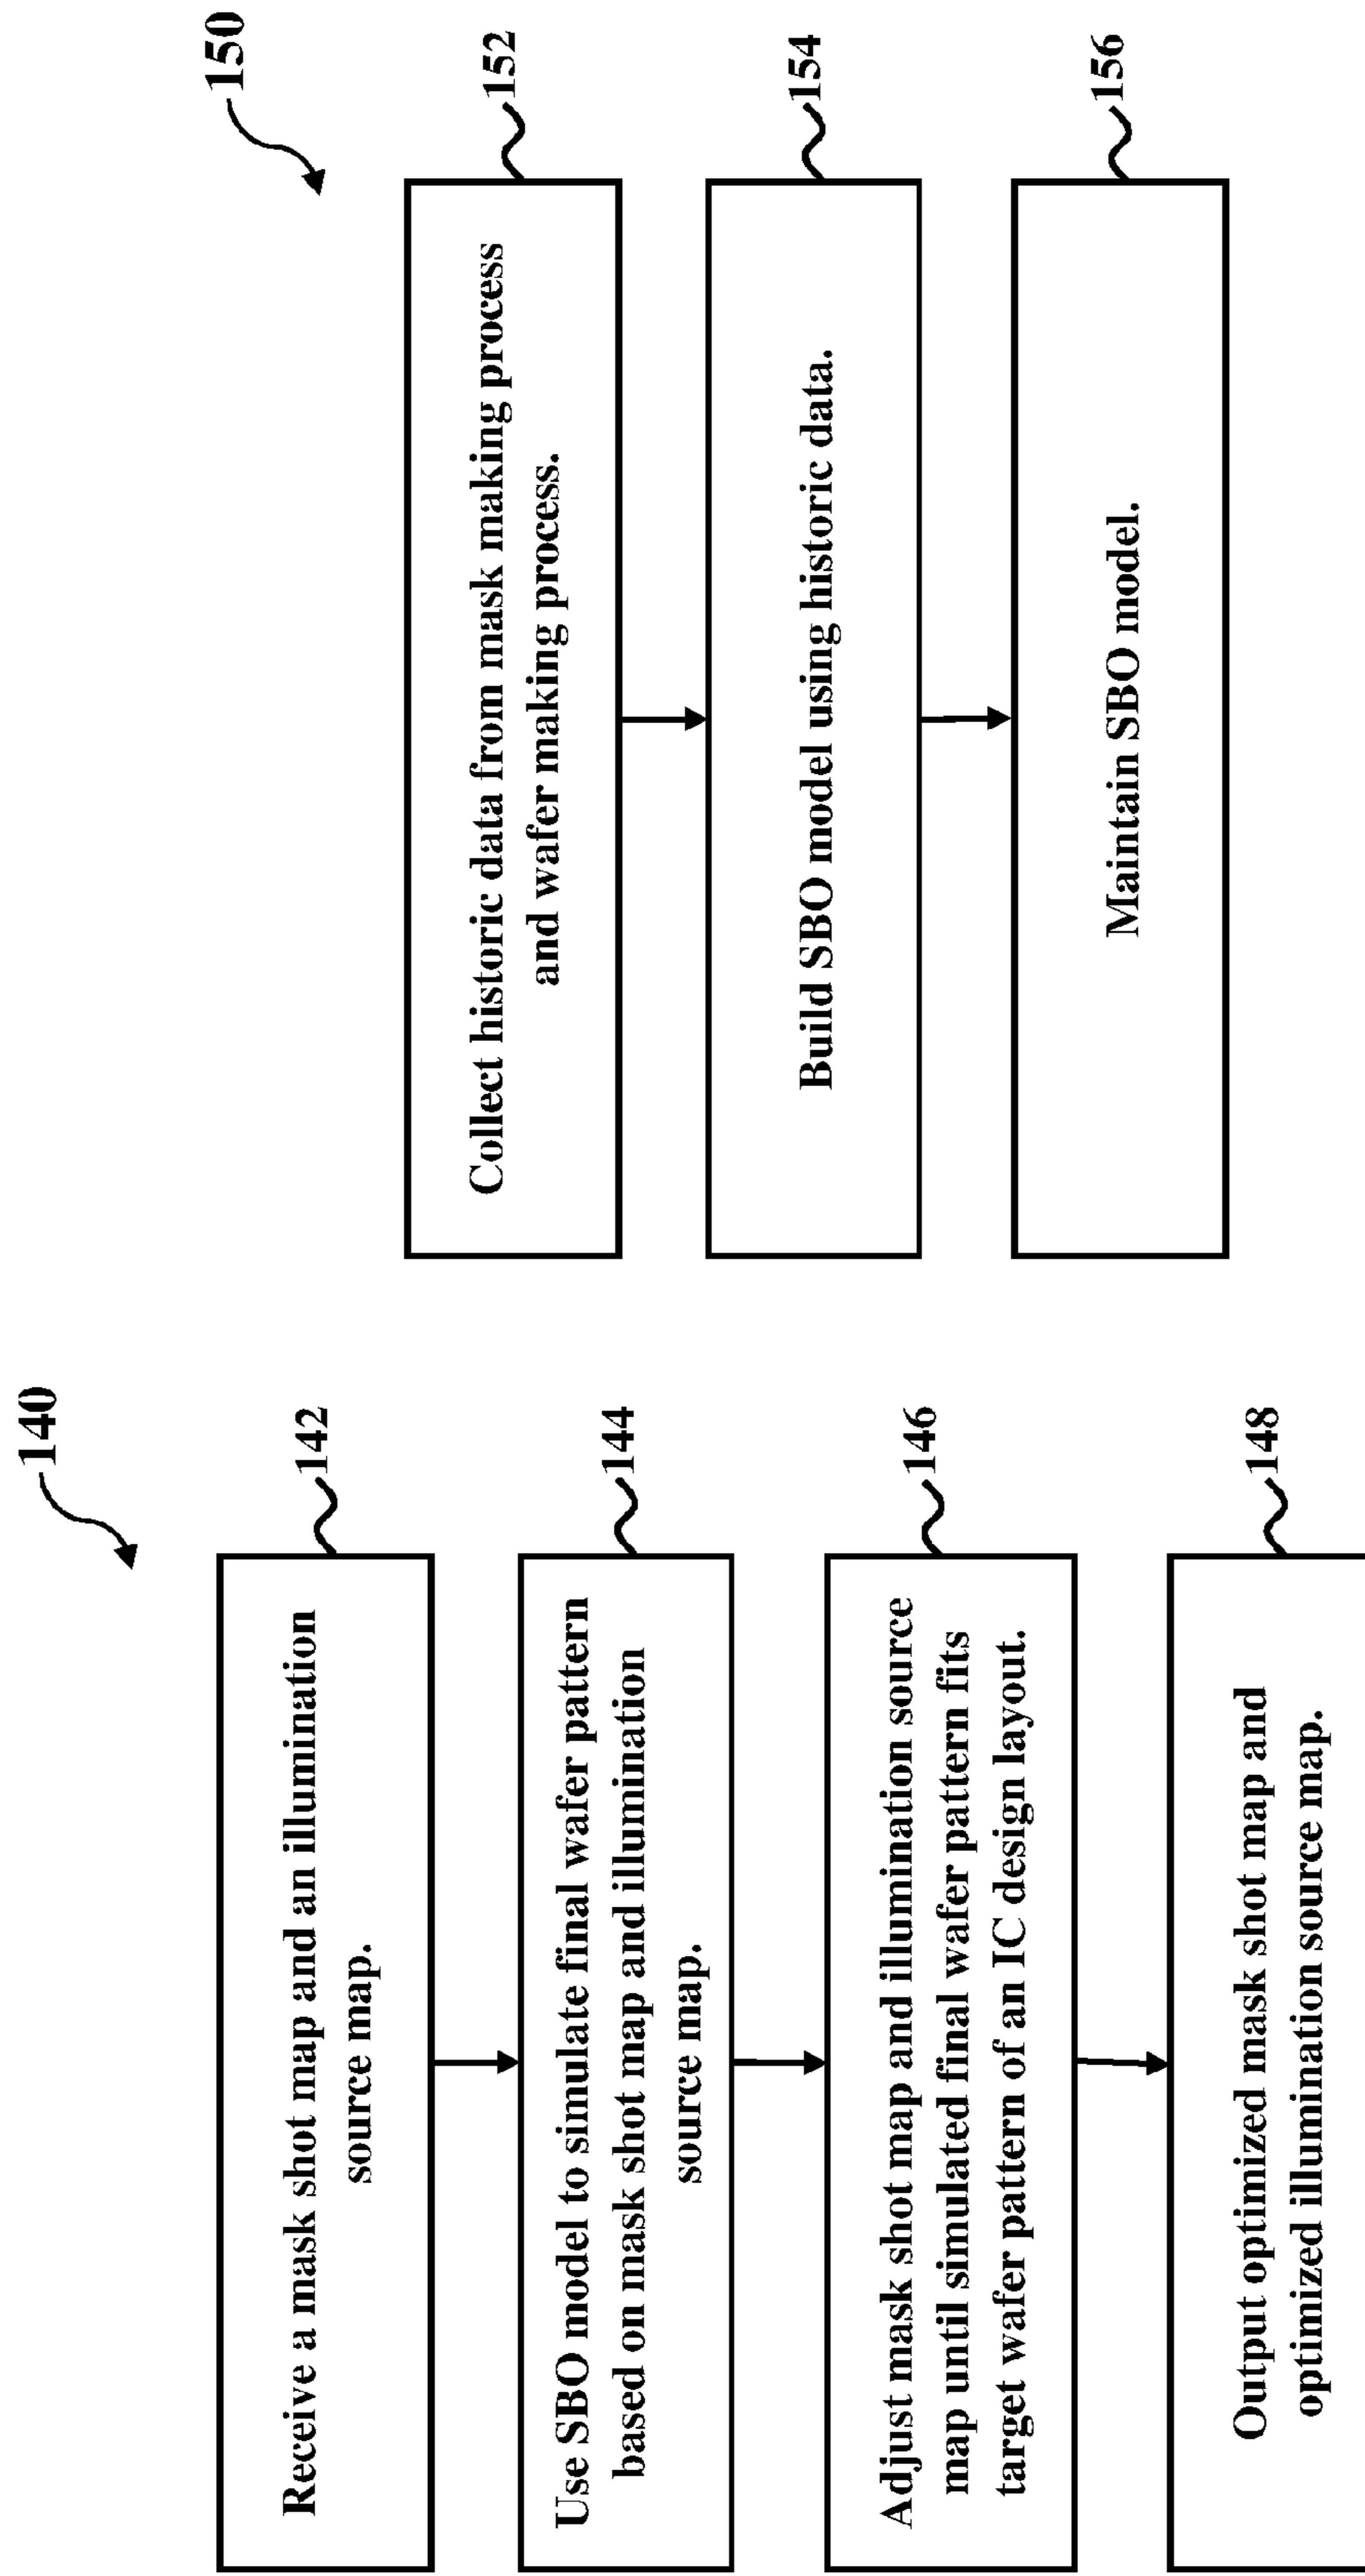 140
142
Receive a mask shot map and an illumination
source map.
144
Use SBO model to simulate final wafer pattern
based on mask shot map and illumination
source map.
146
Adjust mask shot map and illumination source
map until simulated final wafer pattern fits
target wafer pattern of an IC design layout.
148
Output optimized mask shot map and
optimized illumination source map.
150
152
Collect historic data from mask making process
and wafer making process.
154
Build SBO model using historic data.
156
Maintain SBO model.